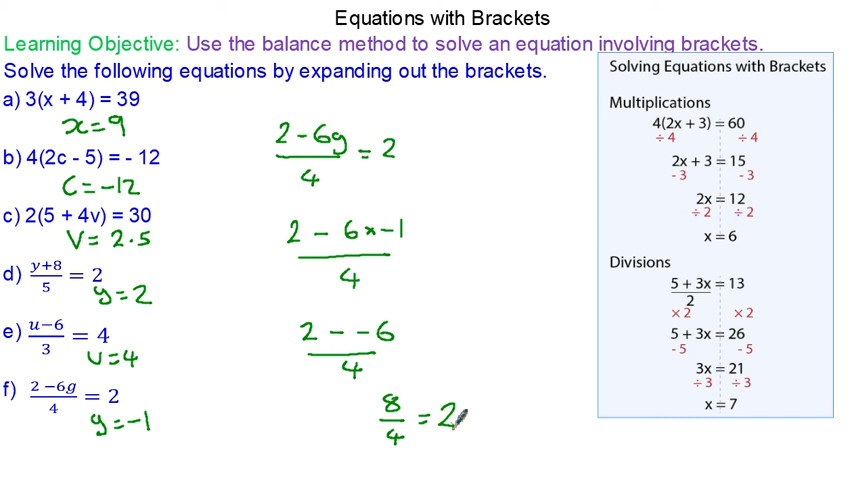 Equations with Brackets
Learning Objective: Use the balance method to solve an equation involving brackets.
Solve the following equations by expanding out the brackets.
a) 3(x + 4) = 39
x = 9
b) 4(2c - 5) = - 12
C = -12
c) 2(5 + 4v) = 30
V = 2.5
d) y+8/5 = 2
y = 2
e) u−6/3 = 4
u = 4
f) 2 −6g/4 = 2
g = -1
2 - 6g/4 = 2
2 - 6 x -1/4
2 - - 6/4
8/4 = 2
Solving Equations with Brackets
Multiplications
4(2x + 3) = 60
÷ 4 ÷ 4
2x + 3 = 15
- 3 - 3
2x = 12
÷ 2 ÷ 2
x = 6
Divisions
5 + 3x/2 = 13
× 2 × 2
5 + 3x = 26
- 5 - 5
3x = 21
÷ 3 ÷ 3
x = 7